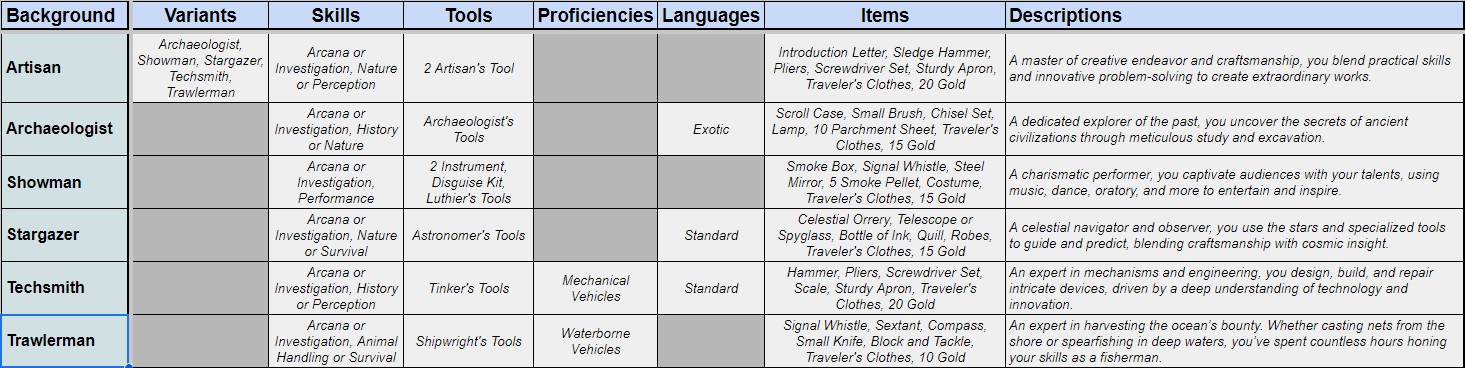 Background Variants Skills Tools Proficiencies Languages Items Descriptions
Artisan
Archaeologist,
Showman, Stargazer,
Techsmith,
Trawlerman
Arcana or
Investigation, Nature
or Perception
2 Artisan's Tool
Introduction Letter, Sledge Hammer,
Pliers, Screwdriver Set, Sturdy Apron,
Traveler's Clothes, 20 Gold
A master of creative endeavor and craftsmanship, you blend practical skills
and innovative problem-solving to create extraordinary works.
Archaeologist
Arcana or
Investigation, History
or Nature
Archaeologist's
Tools
Exotic
Scroll Case, Small Brush, Chisel Set,
Lamp, 10 Parchment Sheet, Traveler's
Clothes, 15 Gold
A dedicated explorer of the past, you uncover the secrets of ancient
civilizations through meticulous study and excavation.
Showman
Arcana or
Investigation,
Performance
2 Instrument,
Disguise Kit,
Luthier's Tools
Smoke Box, Signal Whistle, Steel
Mirror, 5 Smoke Pellet, Costume,
Traveler's Clothes, 15 Gold
A charismatic performer, you captivate audiences with your talents, using
music, dance, oratory, and more to entertain and inspire.
Stargazer
Arcana or
Investigation, Nature
or Survival
Astronomer's Tools
Standard
Celestial Orrery, Telescope or
Spyglass, Bottle of Ink, Quill, Robes,
Traveler's Clothes, 15 Gold
A celestial navigator and observer, you use the stars and specialized tools
to guide and predict, blending craftsmanship with cosmic insight.
Techsmith
Arcana or
Investigation, History
or Perception
Tinker's Tools
Mechanical
Vehicles
Standard
Hammer, Pliers, Screwdriver Set,
Scale, Sturdy Apron, Traveler's
Clothes, 20 Gold
An expert in mechanisms and engineering, you design, build, and repair
intricate devices, driven by a deep understanding of technology and
innovation.
Trawlerman
Arcana or
Investigation, Animal
Handling or Survival
Shipwright's Tools
Waterborne
Vehicles
Signal Whistle, Sextant, Compass,
Small Knife, Block and Tackle,
Traveler's Clothes, 10 Gold
An expert in harvesting the ocean's bounty. Whether casting nets from the
shore or spearfishing in deep waters, you've spent countless hours honing
your skills as a fisherman.